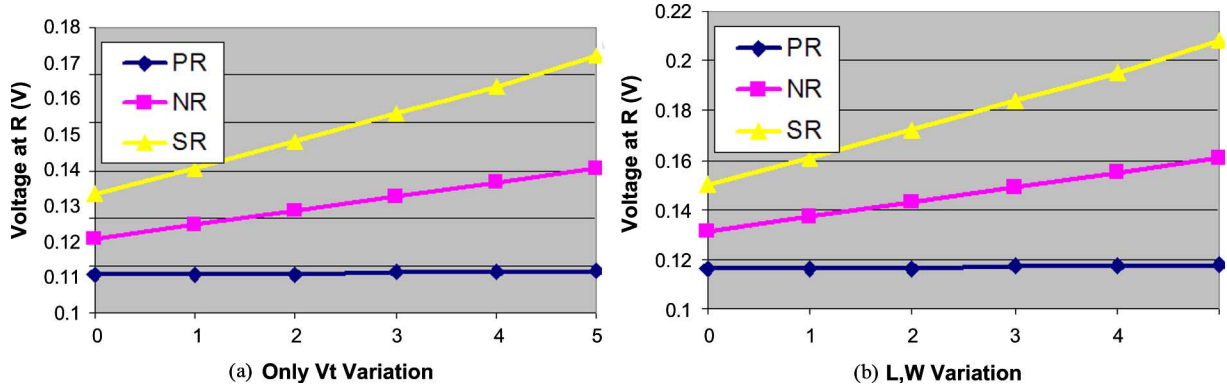 0.18
0.17
0.16
0.15
0.14
0.13
0.12
0.11
0.1
Voltage at R (V)
PR
NR
SR
0 1 2 3 4 5
(a) Only Vt Variation
0.22
0.2
0.18
0.16
0.14
0.12
0.1
Voltage at R (V)
PR
NR
SR
0 1 2 3 4
(b) L,W Variation